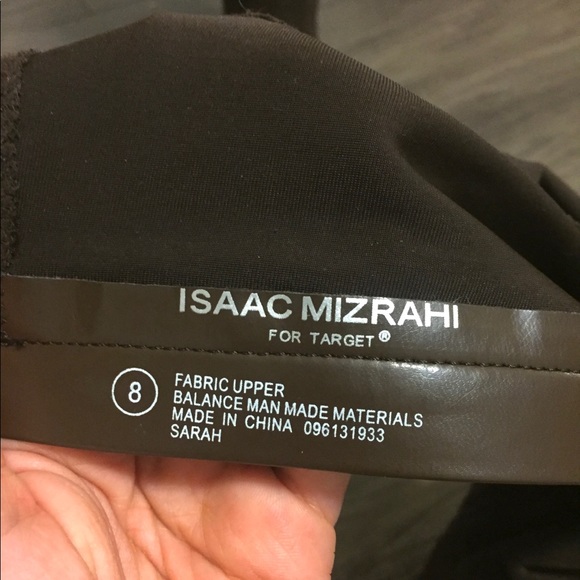 ISAAC MIZRAHI
FOR TARGET®
8
FABRIC UPPER
BALANCE MAN MADE MATERIALS
MADE IN CHINA 096131933
SARAH